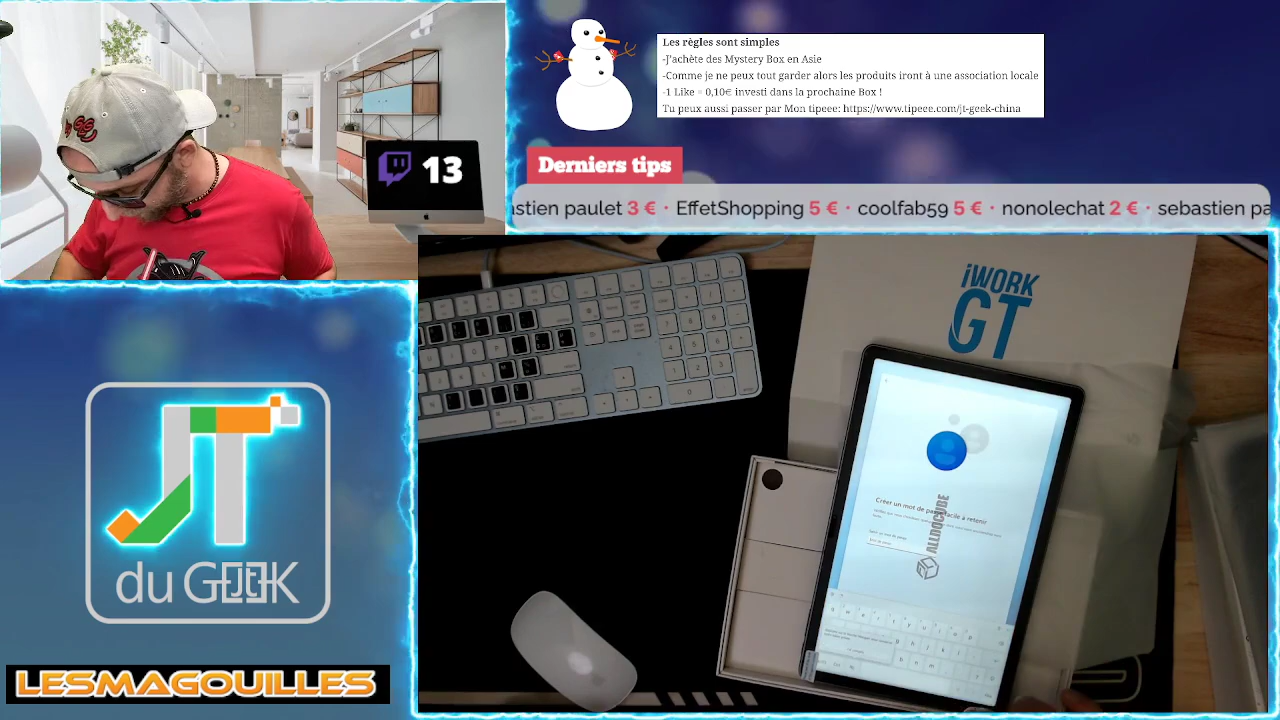 Les règles sont simples
-J'achète des Mystery Box en Asie
-Comme je ne peux tout garder alors les produits iront à une association locale
-1 Like = 0,10€ investi dans la prochaine Box !
Tu peux aussi passer par Mon tipeee: https://www.tipeee.com/jt-geek-china
13
Derniers tips
astien paulet 3 € · EffetShopping 5 € · coolfab59 5 € · nonolechat 2 € · sebastien pa
iWORK
GT
Créer un mot de passe facile à retenir
ALLDOCUBE
JT
du GEEK
LESMAGOUILLES